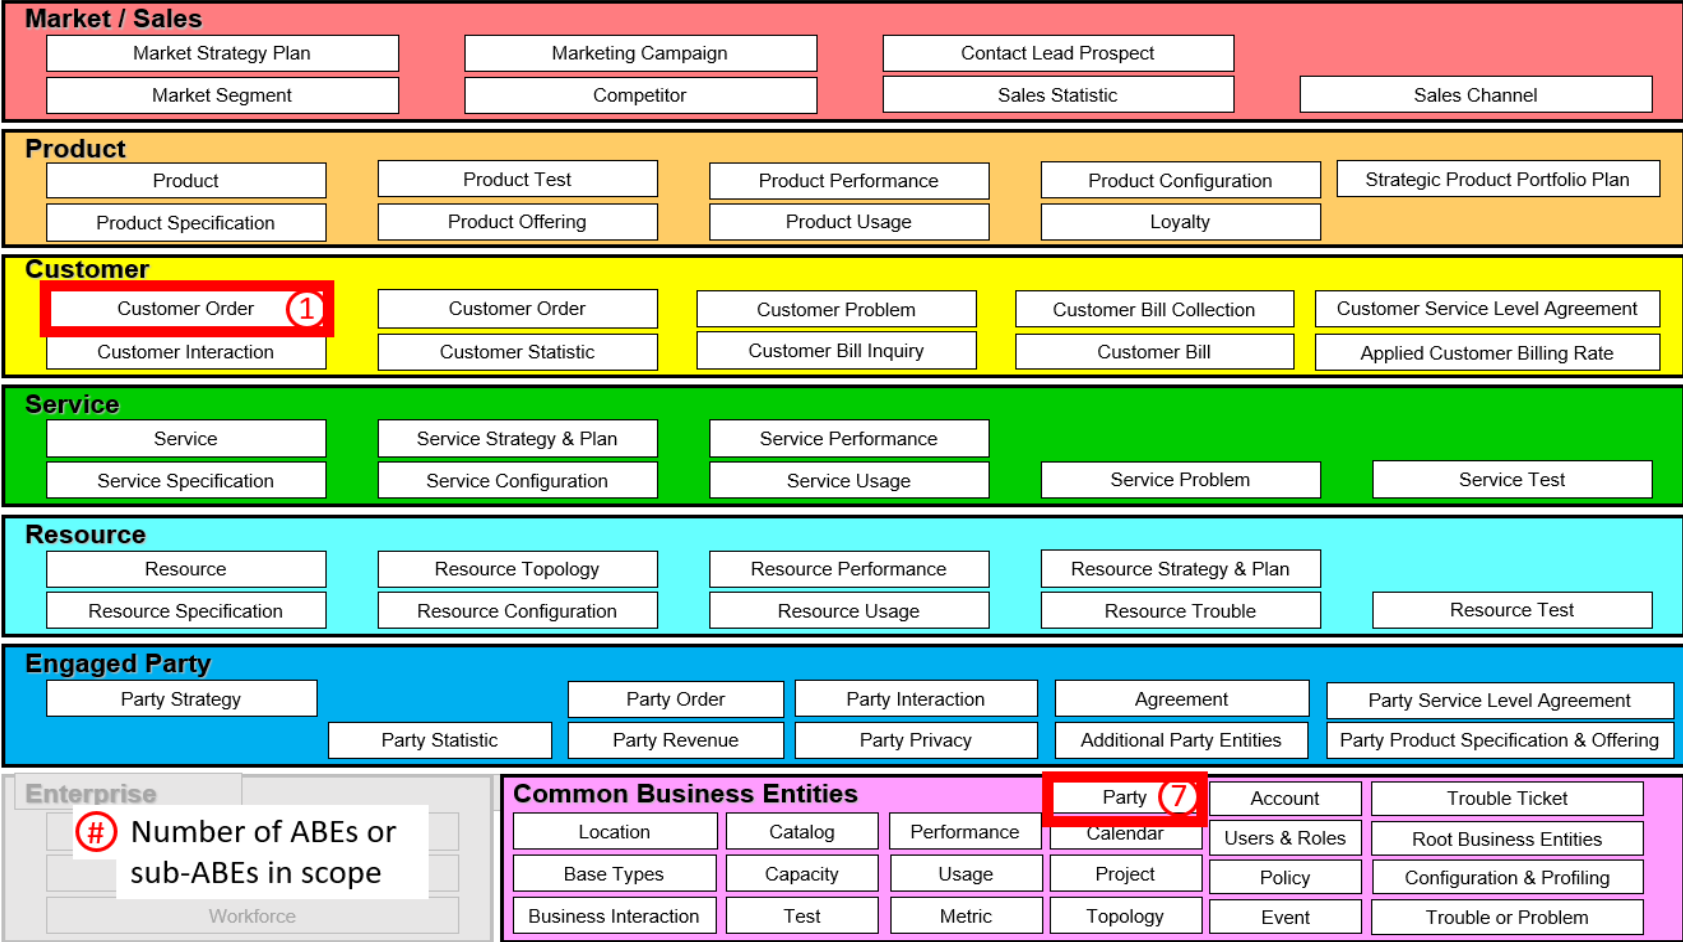 Market / Sales
Market Strategy Plan
Marketing Campaign
Contact Lead Prospect
Market Segment
Competitor
Sales Statistic
Sales Channel
Product
Product
Product Test
Product Performance
Product Configuration
Strategic Product Portfolio Plan
Product Specification
Product Offering
Product Usage
Loyalty
Customer
Customer Order 1
Customer Order
Customer Problem
Customer Bill Collection
Customer Service Level Agreement
Customer Interaction
Customer Statistic
Customer Bill Inquiry
Customer Bill
Applied Customer Billing Rate
Service
Service
Service Strategy & Plan
Service Performance
Service Specification
Service Configuration
Service Usage
Service Problem
Service Test
Resource
Resource
Resource Topology
Resource Performance
Resource Strategy & Plan
Resource Specification
Resource Configuration
Resource Usage
Resource Trouble
Resource Test
Engaged Party
Party Strategy
Party Order
Party Interaction
Agreement
Party Service Level Agreement
Party Statistic
Party Revenue
Party Privacy
Additional Party Entities
Party Product Specification & Offering
Enterprise
# Number of ABEs or
sub-ABEs in scope
Workforce
Common Business Entities
Party 7
Account
Trouble Ticket
Location
Catalog
Performance
Calendar
Users & Roles
Root Business Entities
Base Types
Capacity
Usage
Project
Policy
Configuration & Profiling
Business Interaction
Test
Metric
Topology
Event
Trouble or Problem